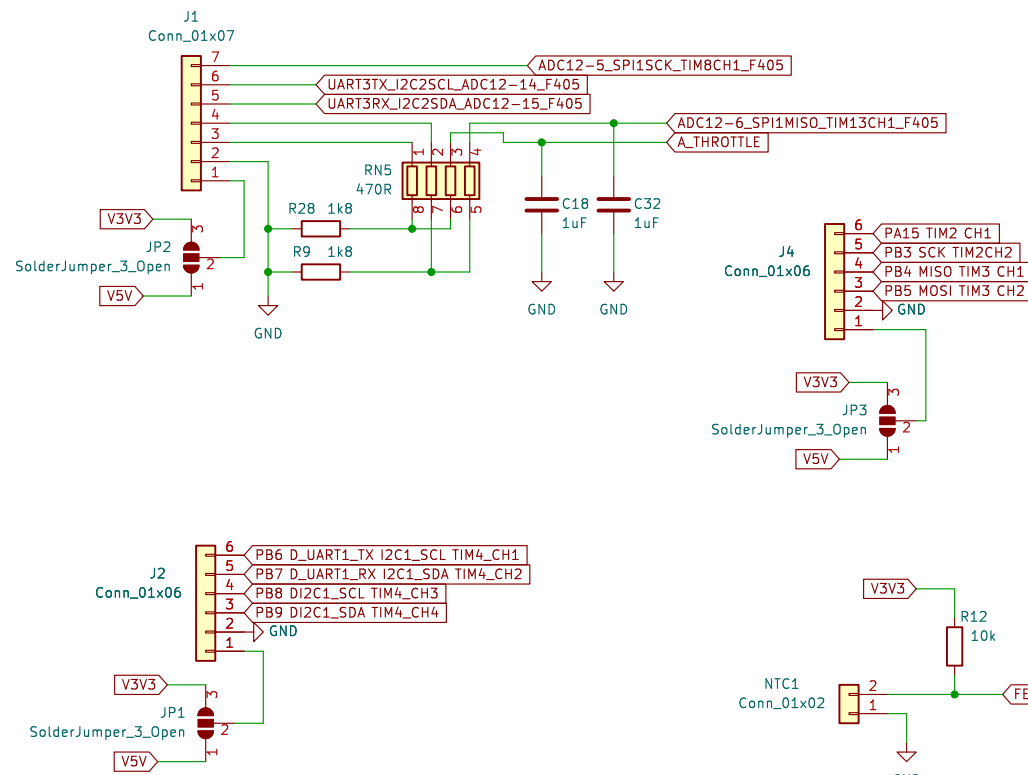 J1
Conn_01x07
7
6
5
4
3
2
1
ADC12-5_SPI1SCK_TIM8CH1_F405
UART3TX_I2C2SCL_ADC12-14_F405
UART3RX_I2C2SDA_ADC12-15_F405
ADC12-6_SPI1MISO_TIM13CH1_F405
A_THROTTLE
1
2
3
4
RN5
470R
8
7
6
5
R28 1k8
R9 1k8
GND
C18
1uF
C32
1uF
GND
GND
V3V3
3
JP2
SolderJumper_3_Open
2
1
V5V
J4
Conn_01x06
6
5
4
3
2
1
PA15 TIM2 CH1
PB3 SCK TIM2CH2
PB4 MISO TIM3 CH1
PB5 MOSI TIM3 CH2
GND
V3V3
3
JP3
SolderJumper_3_Open
2
1
V5V
J2
Conn_01x06
6
5
4
3
2
1
PB6 D_UART1_TX I2C1_SCL TIM4_CH1
PB7 D_UART1_RX I2C1_SDA TIM4_CH2
PB8 DI2C1_SCL TIM4_CH3
PB9 DI2C1_SDA TIM4_CH4
GND
V3V3
3
JP1
SolderJumper_3_Open
2
1
V5V
V3V3
R12
10k
NTC1
Conn_01x02
2
1
FE